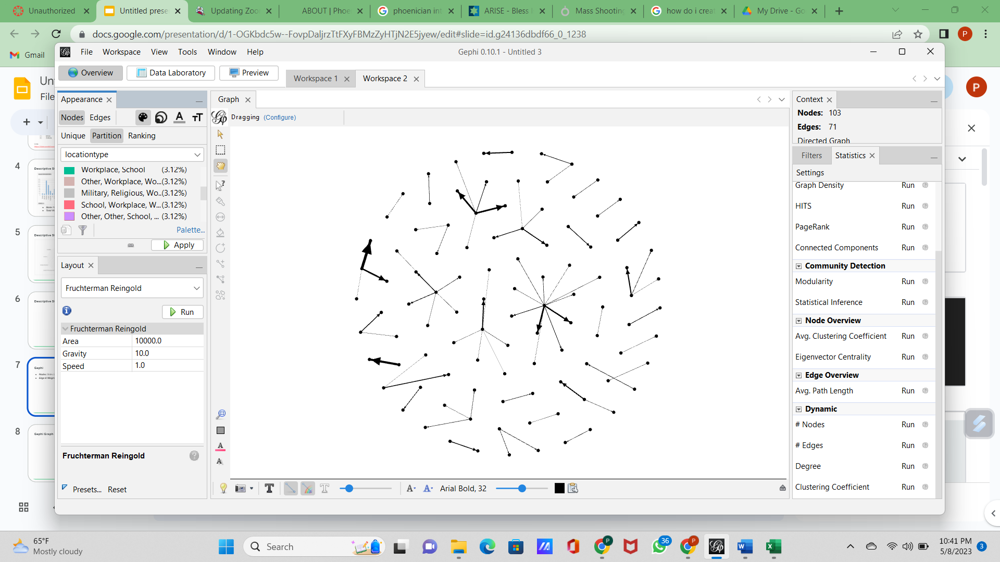 Unauthorized
Untitled prese
Updating Zoo
ABOUT | Phoe
phoenician int
ARISE - Bless
Mass Shooting
how do i creat
My Drive - Go
docs.google.com/presentation/d/1-OGKbdc5w--FovpDaljrzTtFXyFBMzZyHTjN2E5jyew/edit#slide=id.g24136dbdf66_0_1238
P
Gmail
File Workspace View Tools Window Help
Gephi 0.10.1 - Untitled 3
Overview Data Laboratory Preview
Workspace 1 Workspace 2
Un
File
P
Appearance
Graph
Context
Nodes Edges
Dragging (Configure)
Nodes: 103
Edges: 71
Directed Graph
Unique Partition Ranking
locationtype
Workplace, School (3.12%)
Other, Workplace, Wo...(3.12%)
Military, Religious, Wo...(3.12%)
School, Workplace, W...(3.12%)
Other, Other, School, ... (3.12%)
Palette...
Apply
Filters Statistics
Settings
Graph Density Run
HITS Run
PageRank Run
Connected Components Run
Community Detection
Modularity Run
Statistical Inference Run
Node Overview
Avg. Clustering Coefficient Run
Eigenvector Centrality Run
Edge Overview
Avg. Path Length Run
Dynamic
# Nodes Run
# Edges Run
Degree Run
Clustering Coefficient Run
Layout
Fruchterman Reingold
Run
Fruchterman Reingold
Area 10000.0
Gravity 10.0
Speed 1.0
Fruchterman Reingold
Presets... Reset
Arial Bold, 32
4
Descriptive S
5
6
Descriptive S
7
Gephi
8
Gephi Graph
65°F
Mostly cloudy
Search
36
10:41 PM
5/8/2023
3